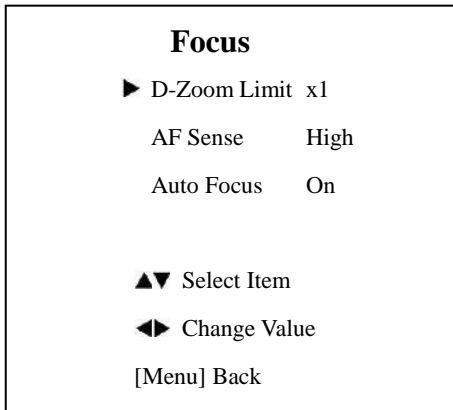 Focus
▶ D-Zoom Limit x1
AF Sense High
Auto Focus On
▲▼ Select Item
◀▶ Change Value
[Menu] Back